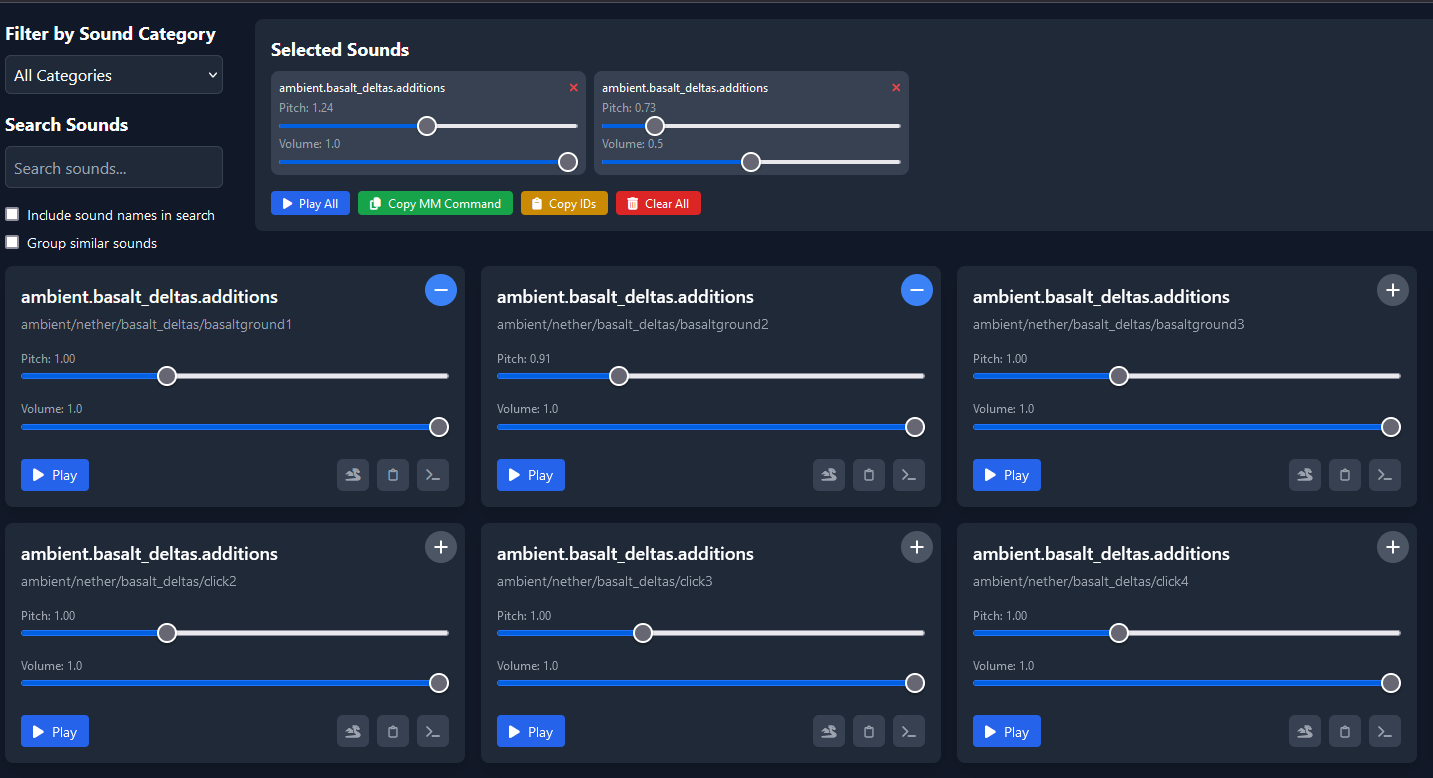 Filter by Sound Category
All Categories
Search Sounds
Search sounds...
Include sound names in search
Group similar sounds
Selected Sounds
ambient.basalt_deltas.additions
Pitch: 1.24
Volume: 1.0
ambient.basalt_deltas.additions
Pitch: 0.73
Volume: 0.5
Play All
Copy MM Command
Copy IDs
Clear All
ambient.basalt_deltas.additions
ambient/nether/basalt_deltas/basaltground1
Pitch: 1.00
Volume: 1.0
Play
ambient.basalt_deltas.additions
ambient/nether/basalt_deltas/basaltground2
Pitch: 0.91
Volume: 1.0
Play
ambient.basalt_deltas.additions
ambient/nether/basalt_deltas/basaltground3
Pitch: 1.00
Volume: 1.0
Play
ambient.basalt_deltas.additions
ambient/nether/basalt_deltas/click2
Pitch: 1.00
Volume: 1.0
Play
ambient.basalt_deltas.additions
ambient/nether/basalt_deltas/click3
Pitch: 1.00
Volume: 1.0
Play
ambient.basalt_deltas.additions
ambient/nether/basalt_deltas/click4
Pitch: 1.00
Volume: 1.0
Play